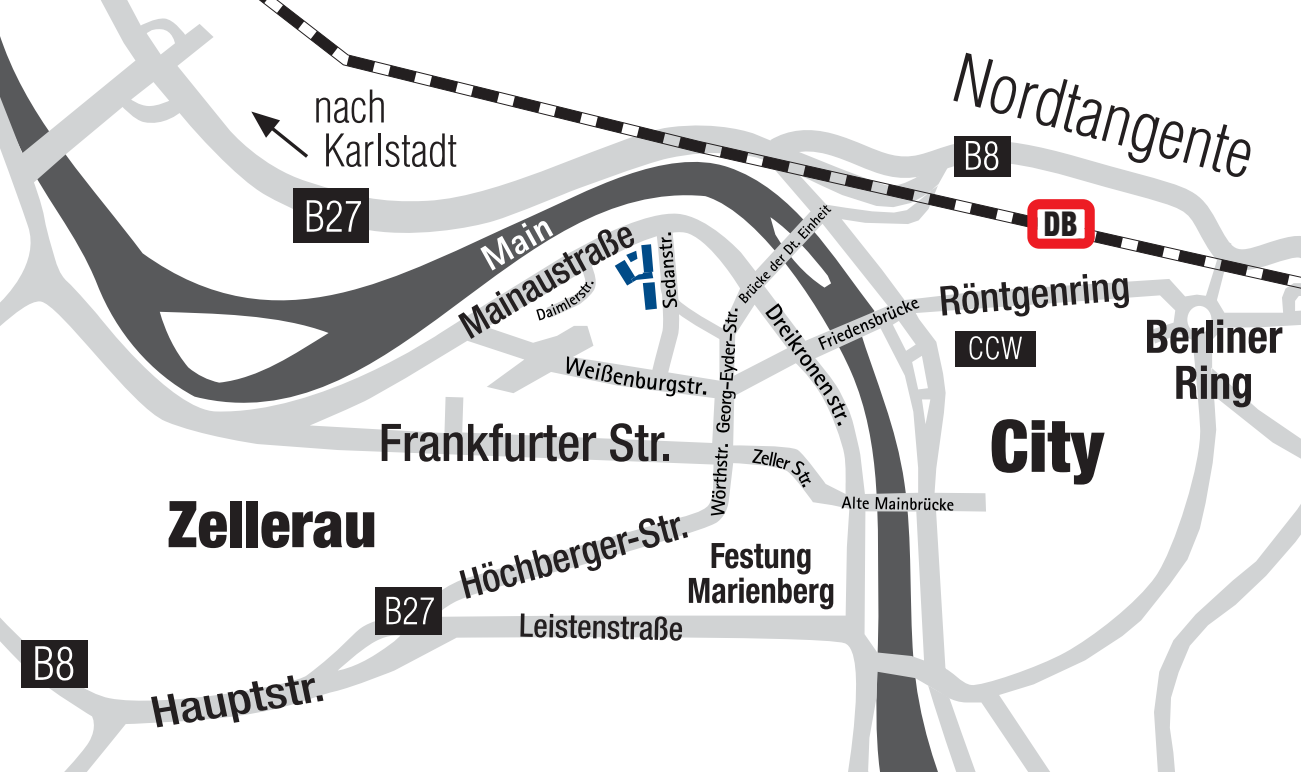 nach
Karlstadt
Nordtangente
B8
B27
DB
Main
Mainaustraße
Sedanstr.
Daimlerstr.
Brücke der Dt. Einheit
Röntgenring
Friedensbrücke
Dreikronenstr.
CCW
Berliner
Ring
Weißenburgstr.
Georg-Eyder-Str.
Frankfurter Str.
City
Zeller Str.
Wörthstr.
Alte Mainbrücke
Zellerau
Höchberger-Str.
Festung
Marienberg
B27
Leistenstraße
B8
Hauptstr.